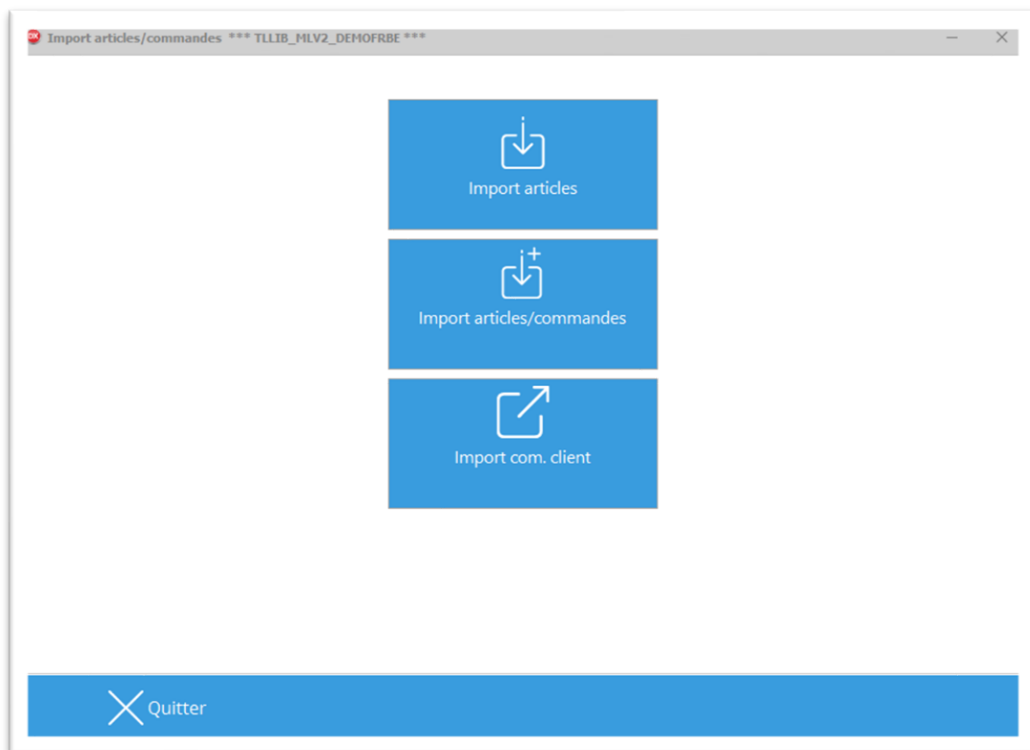 Import articles/commandes *** TLLIB_MLV2_DEMOFRBE ***
Import articles
Import articles/commandes
Import com. client
Quitter